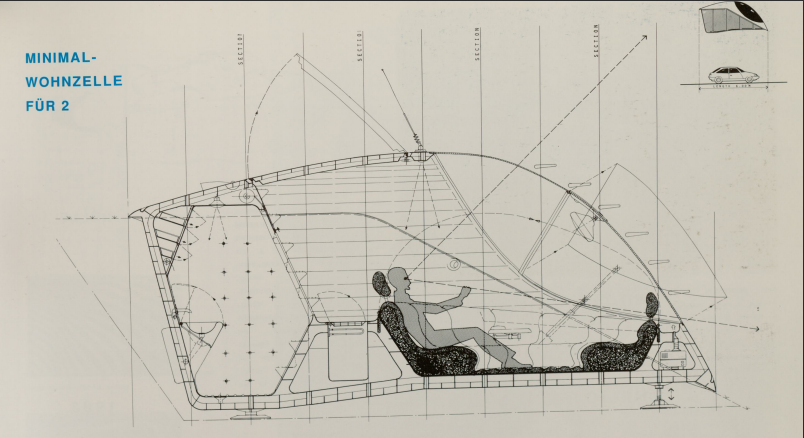 MINIMAL-
WOHNZELLE
FÜR 2
SECTION
SECTION
SECTION
SECTION